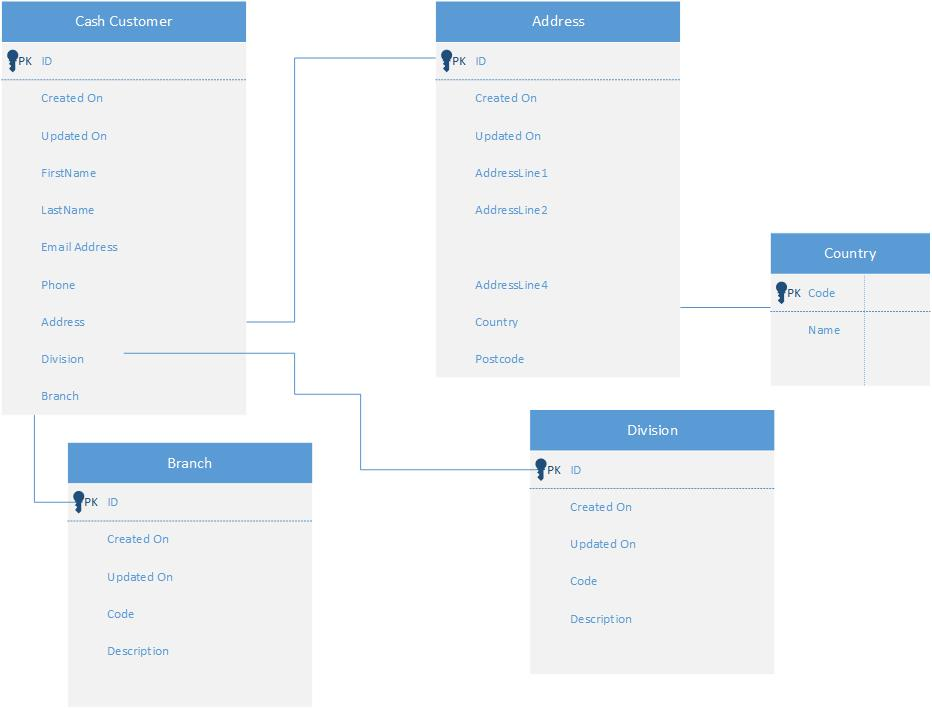 Cash Customer
PK ID
Created On
Updated On
FirstName
LastName
Email Address
Phone
Address
Division
Branch
Address
PK ID
Created On
Updated On
AddressLine1
AddressLine2
AddressLine4
Country
Postcode
Country
PK Code
Name
Branch
PK ID
Created On
Updated On
Code
Description
Division
PK ID
Created On
Updated On
Code
Description